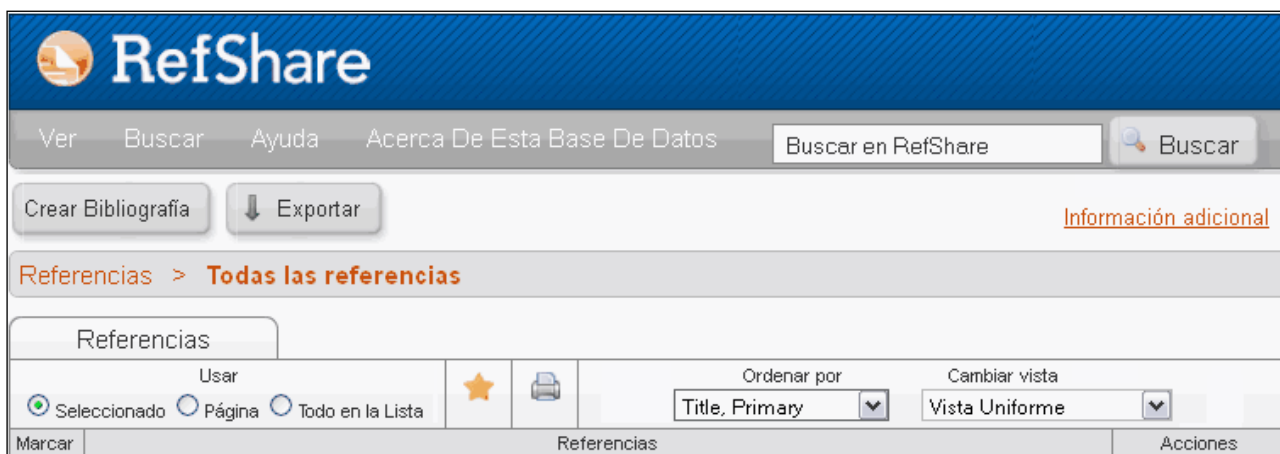 RefShare
Ver Buscar Ayuda Acerca De Esta Base De Datos Buscar en RefShare Buscar
Crear Bibliografía Exportar Información adicional
Referencias > Todas las referencias
Referencias
Usar Ordenar por Cambiar vista
Seleccionado Página Todo en la Lista Title, Primary Vista Uniforme
Marcar Referencias Acciones